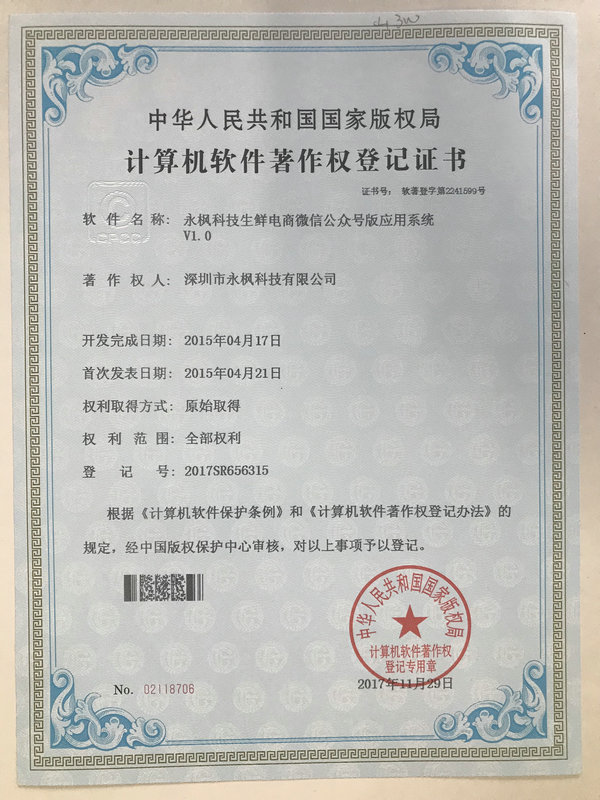 中华人民共和国国家版权局
计算机软件著作权登记证书
证书号： 软著登字第2241599号
软件名称： 永枫科技生鲜电商微信公众号版应用系统
V1.0
著作权人： 深圳市永枫科技有限公司
开发完成日期： 2015年04月17日
首次发表日期： 2015年04月21日
权利取得方式： 原始取得
权利范围： 全部权利
登记号： 2017SR656315
根据《计算机软件保护条例》和《计算机软件著作权登记办法》的
规定，经中国版权保护中心审核，对以上事项予以登记。
中华人民共和国国家版权局
计算机软件著作权
登记专用章
No. 02118706
2017年11月29日
CPCC